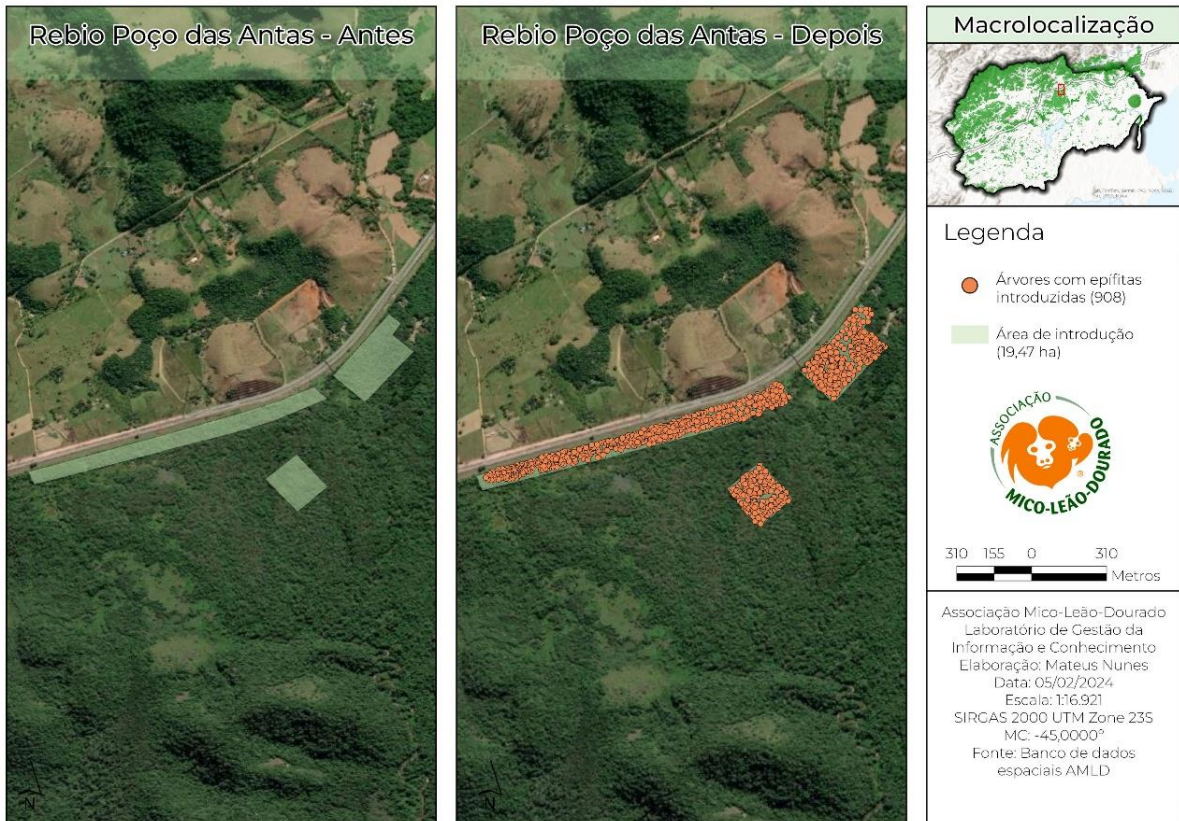 Rebio Poço das Antas - Antes
Rebio Poço das Antas - Depois
Macrolocalização
Legenda
Árvores com epífitas
introduzidas (908)
Área de introdução
(19,47 ha)
ASSOCIAÇÃO
MICO-LEÃO-DOURADO
®
310 155 0 310
Metros
Associação Mico-Leão-Dourado
Laboratório de Gestão da
Informação e Conhecimento
Elaboração: Mateus Nunes
Data: 05/02/2024
Escala: 1:16.921
SIRGAS 2000 UTM Zone 23S
MC: -45,0000°
Fonte: Banco de dados
espaciais AMLD
N
N